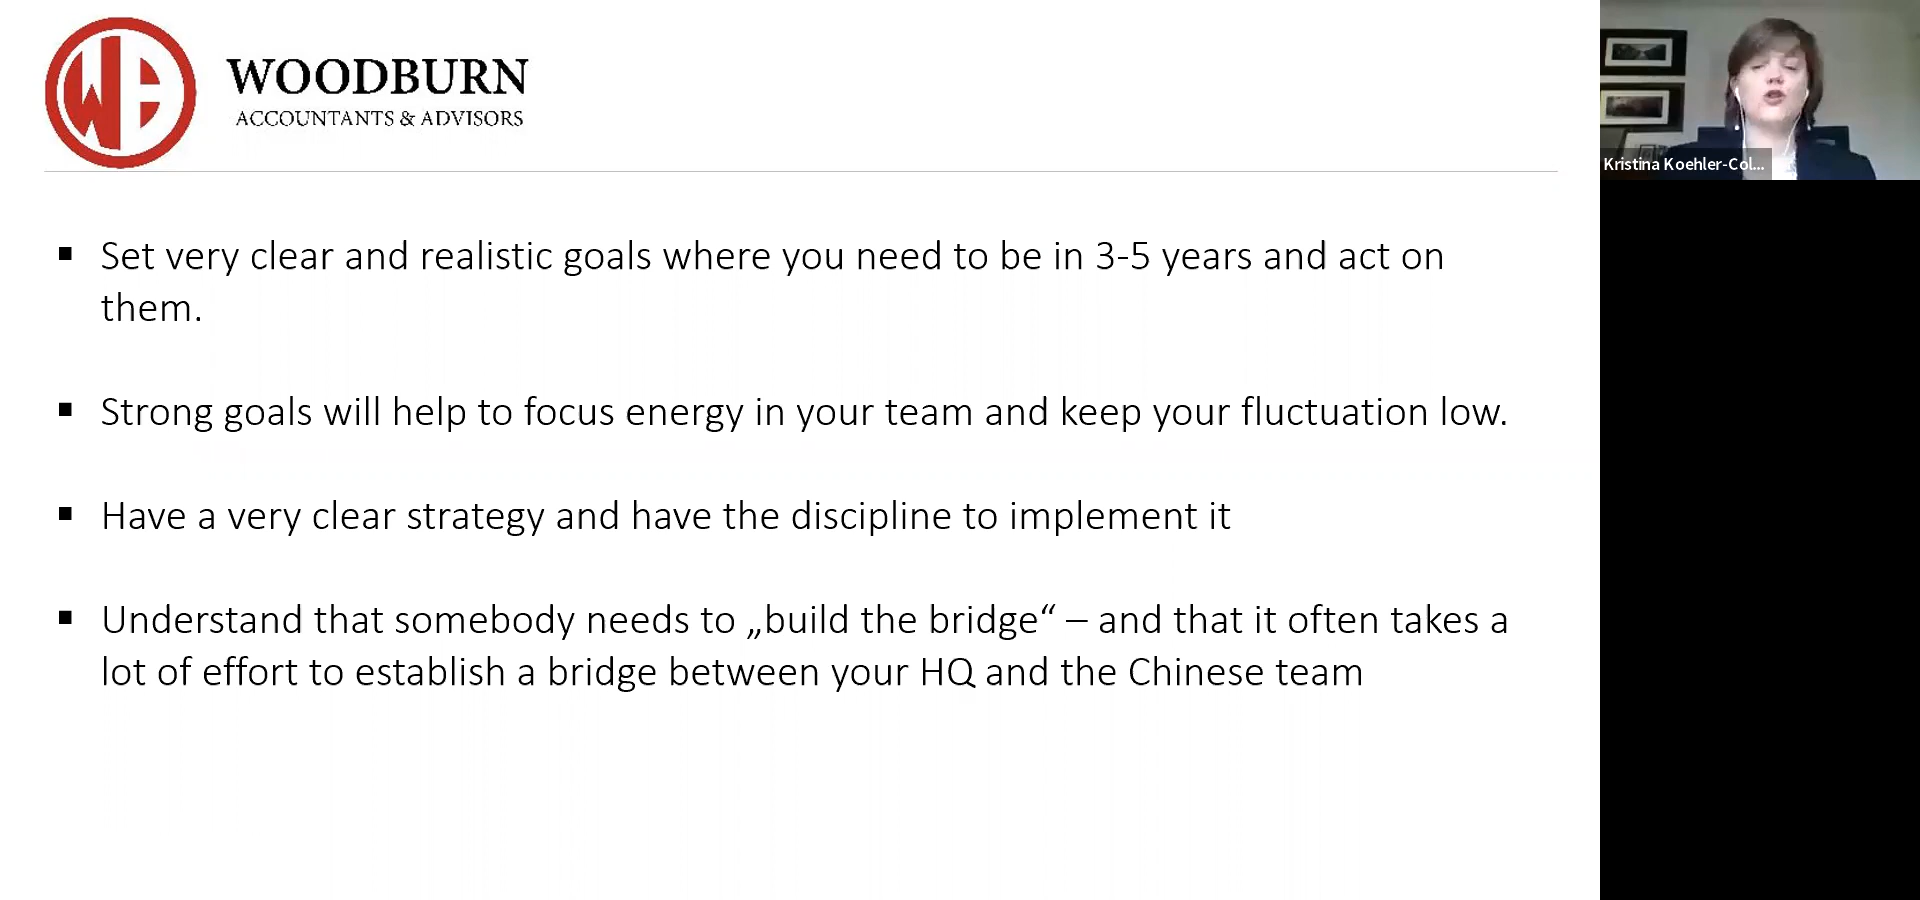 WOODBURN
ACCOUNTANTS & ADVISORS
Kristina Koehler-Col...
▪ Set very clear and realistic goals where you need to be in 3-5 years and act on
them.
▪ Strong goals will help to focus energy in your team and keep your fluctuation low.
▪ Have a very clear strategy and have the discipline to implement it
▪ Understand that somebody needs to „build the bridge“ – and that it often takes a
lot of effort to establish a bridge between your HQ and the Chinese team